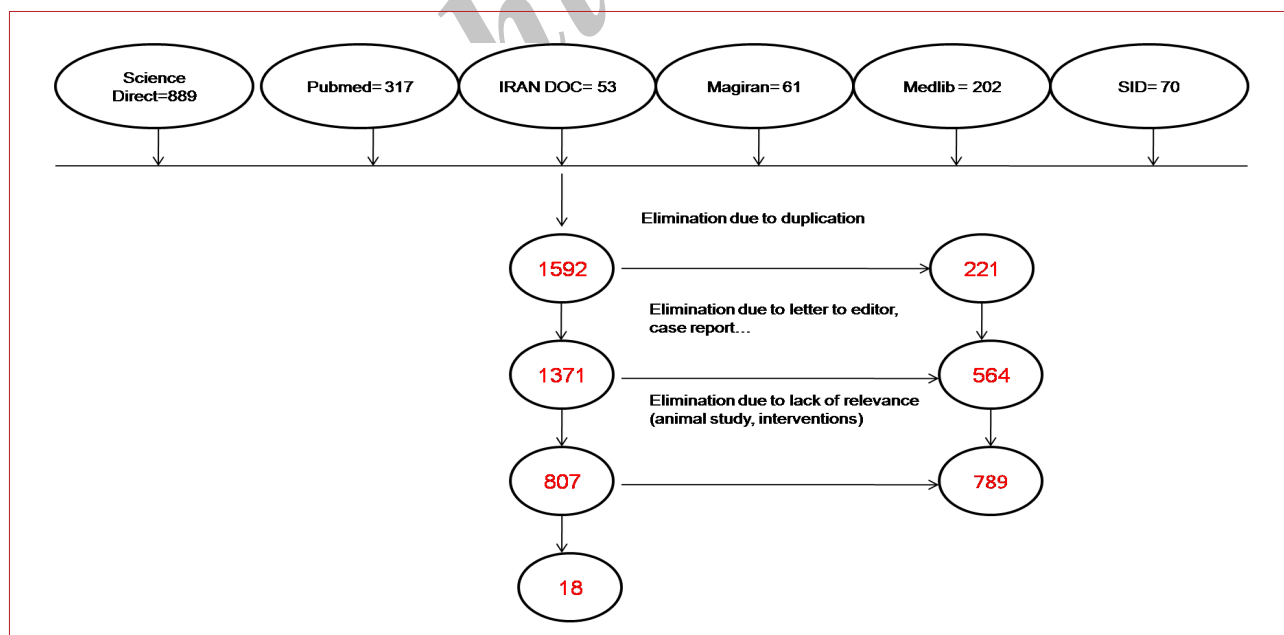 Science
Direct=889
Pubmed= 317
IRAN DOC= 53
Magiran= 61
Medlib = 202
SID= 70
Elimination due to duplication
1592
221
Elimination due to letter to editor,
case report…
1371
564
Elimination due to lack of relevance
(animal study, interventions)
807
789
18